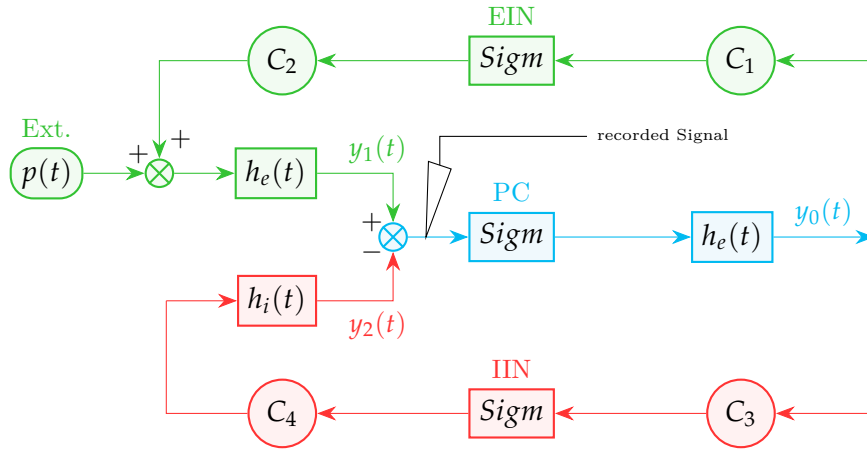 EIN
C₂
Sigm
C₁
Ext.
+
+
p(t)
hₑ(t)
y₁(t)
recorded Signal
PC
+
−
Sigm
hₑ(t)
y₀(t)
hᵢ(t)
y₂(t)
IIN
C₄
Sigm
C₃